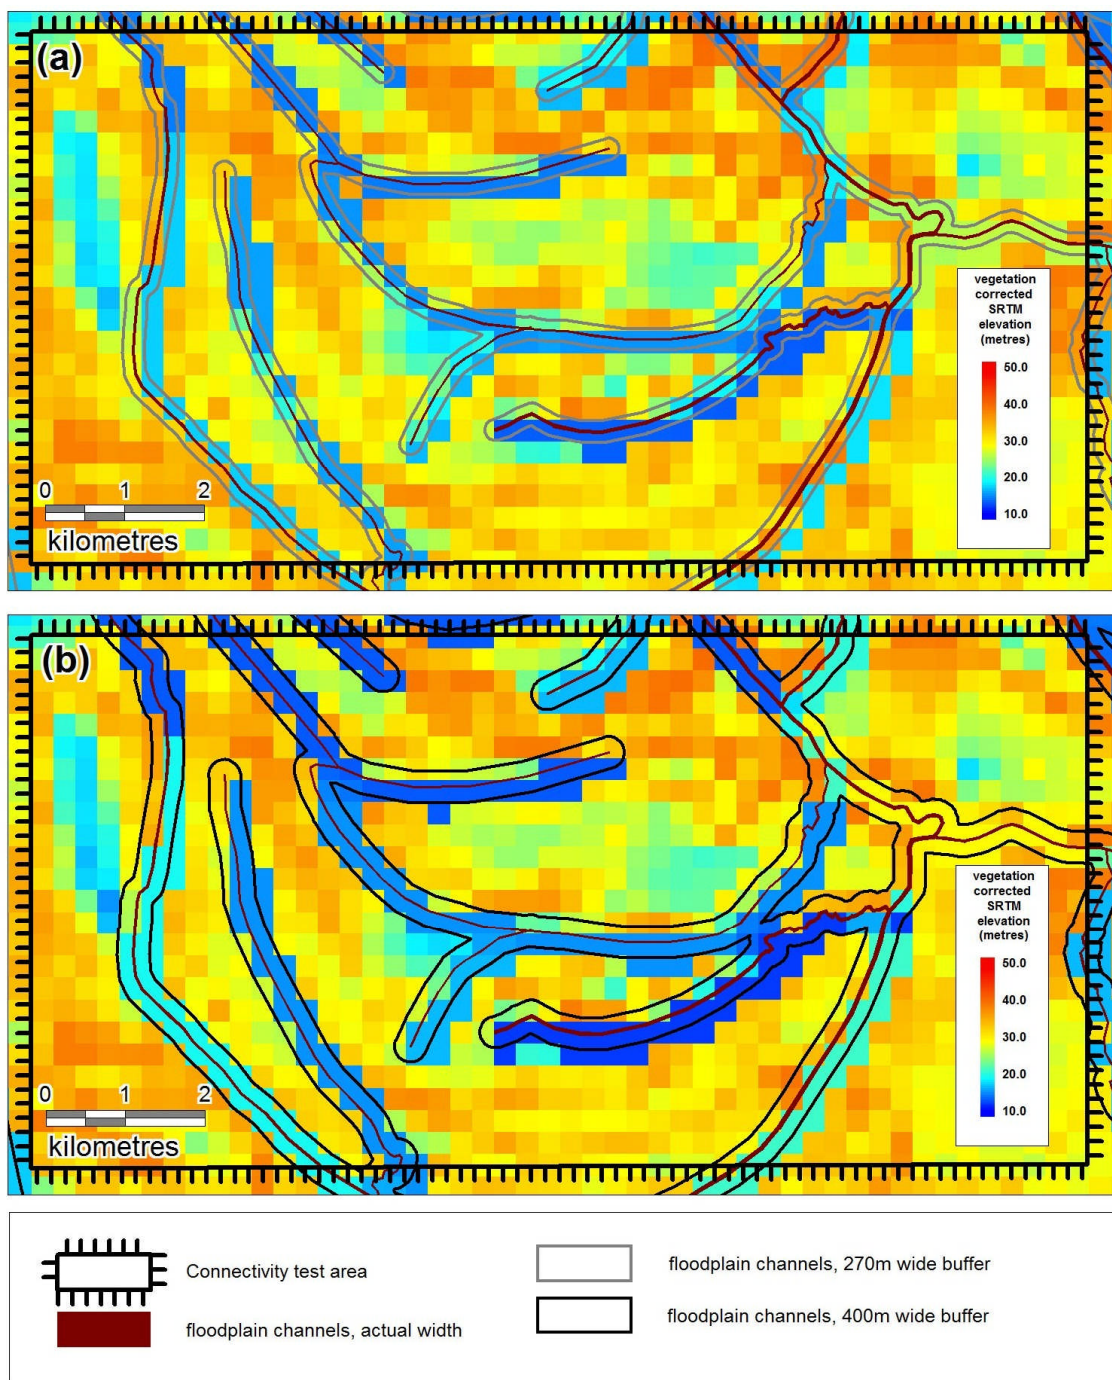 (a)
vegetation
corrected
SRTM
elevation
(metres)
50.0
40.0
30.0
20.0
10.0
0 1 2
kilometres
(b)
vegetation
corrected
SRTM
elevation
(metres)
50.0
40.0
30.0
20.0
10.0
0 1 2
kilometres
Connectivity test area
floodplain channels, 270m wide buffer
floodplain channels, actual width
floodplain channels, 400m wide buffer